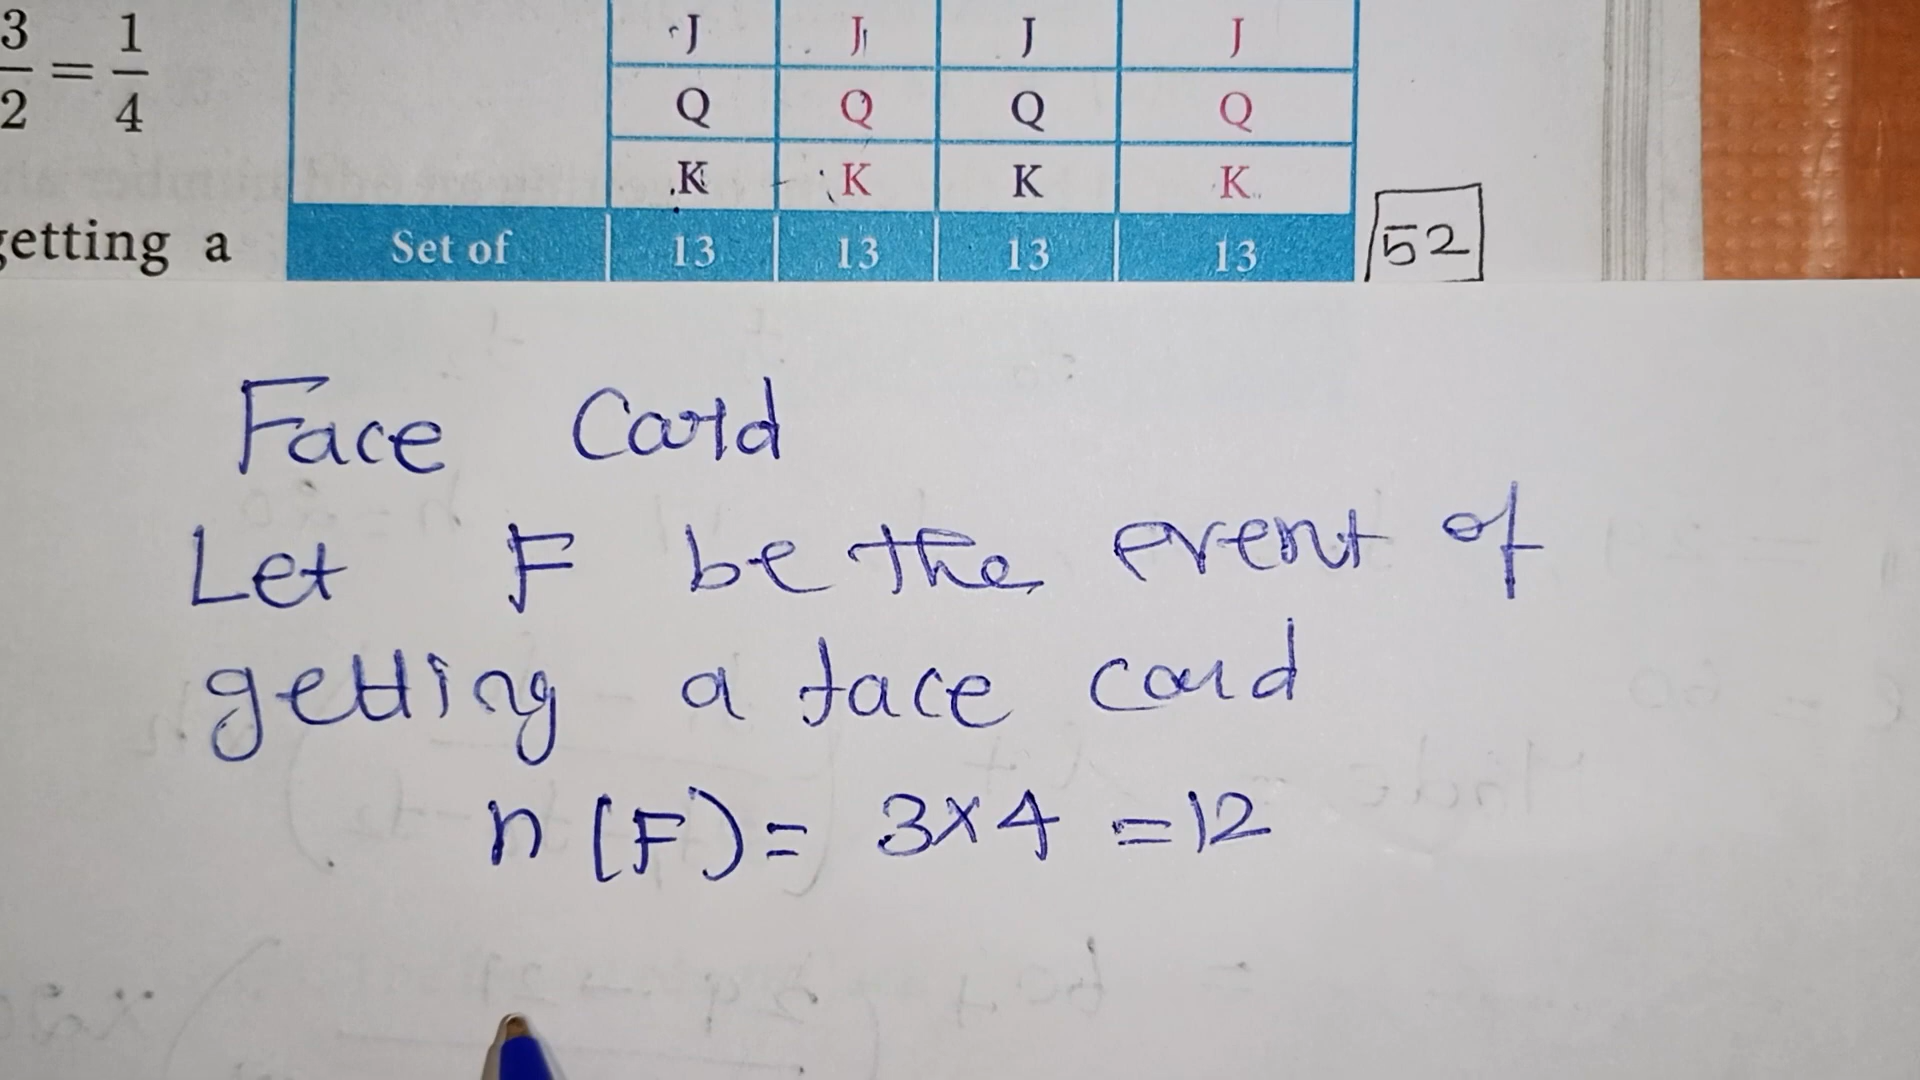 3/2 = 1/4
J J J J
Q Q Q Q
K K K K
getting a
Set of 13 13 13 13 52
Face Card
Let F be the event of
getting a face card
n (F) = 3×4 = 12